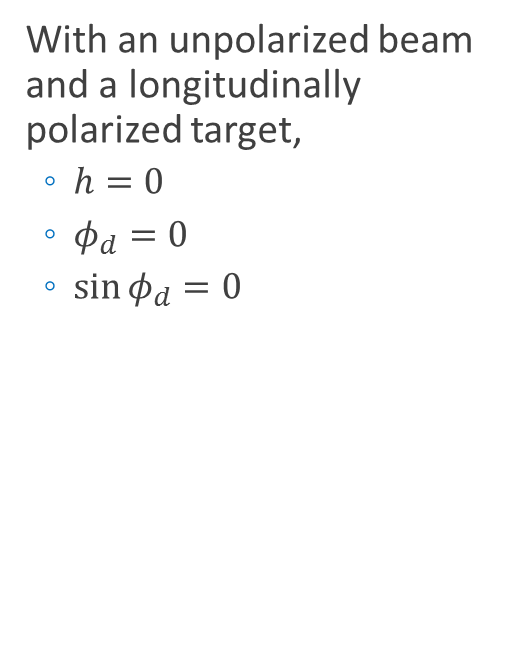 With an unpolarized beam
and a longitudinally
polarized target,
◦ ℎ = 0
◦ 𝜙𝑑 = 0
◦ sin 𝜙𝑑 = 0